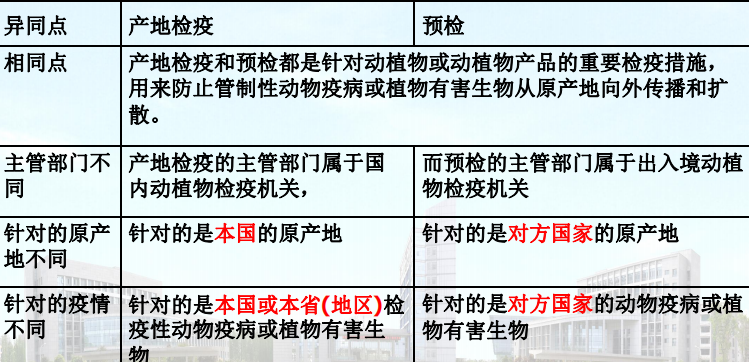 异同点 产地检疫 预检
相同点 产地检疫和预检都是针对动植物或动植物产品的重要检疫措施，
用来防止管制性动物疫病或植物有害生物从原产地向外传播和扩
散。
主管部门不 产地检疫的主管部门属于国 而预检的主管部门属于出入境动植
同 内动植物检疫机关， 物检疫机关
针对的原产 针对的是本国的原产地 针对的是对方国家的原产地
地不同
针对的疫情 针对的是本国或本省(地区)检 针对的是对方国家的动物疫病或植
不同 疫性动物疫病或植物有害生 物有害生物
物